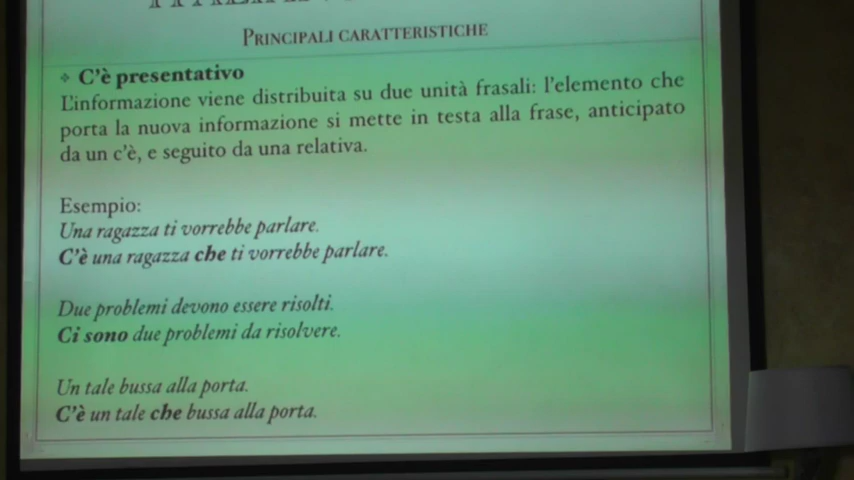 PRINCIPALI CARATTERISTICHE
❖ C'è presentativo
L'informazione viene distribuita su due unità frasali: l'elemento che
porta la nuova informazione si mette in testa alla frase, anticipato
da un c'è, e seguito da una relativa.
Esempio:
Una ragazza ti vorrebbe parlare.
C'è una ragazza che ti vorrebbe parlare.
Due problemi devono essere risolti.
Ci sono due problemi da risolvere.
Un tale bussa alla porta.
C'è un tale che bussa alla porta.